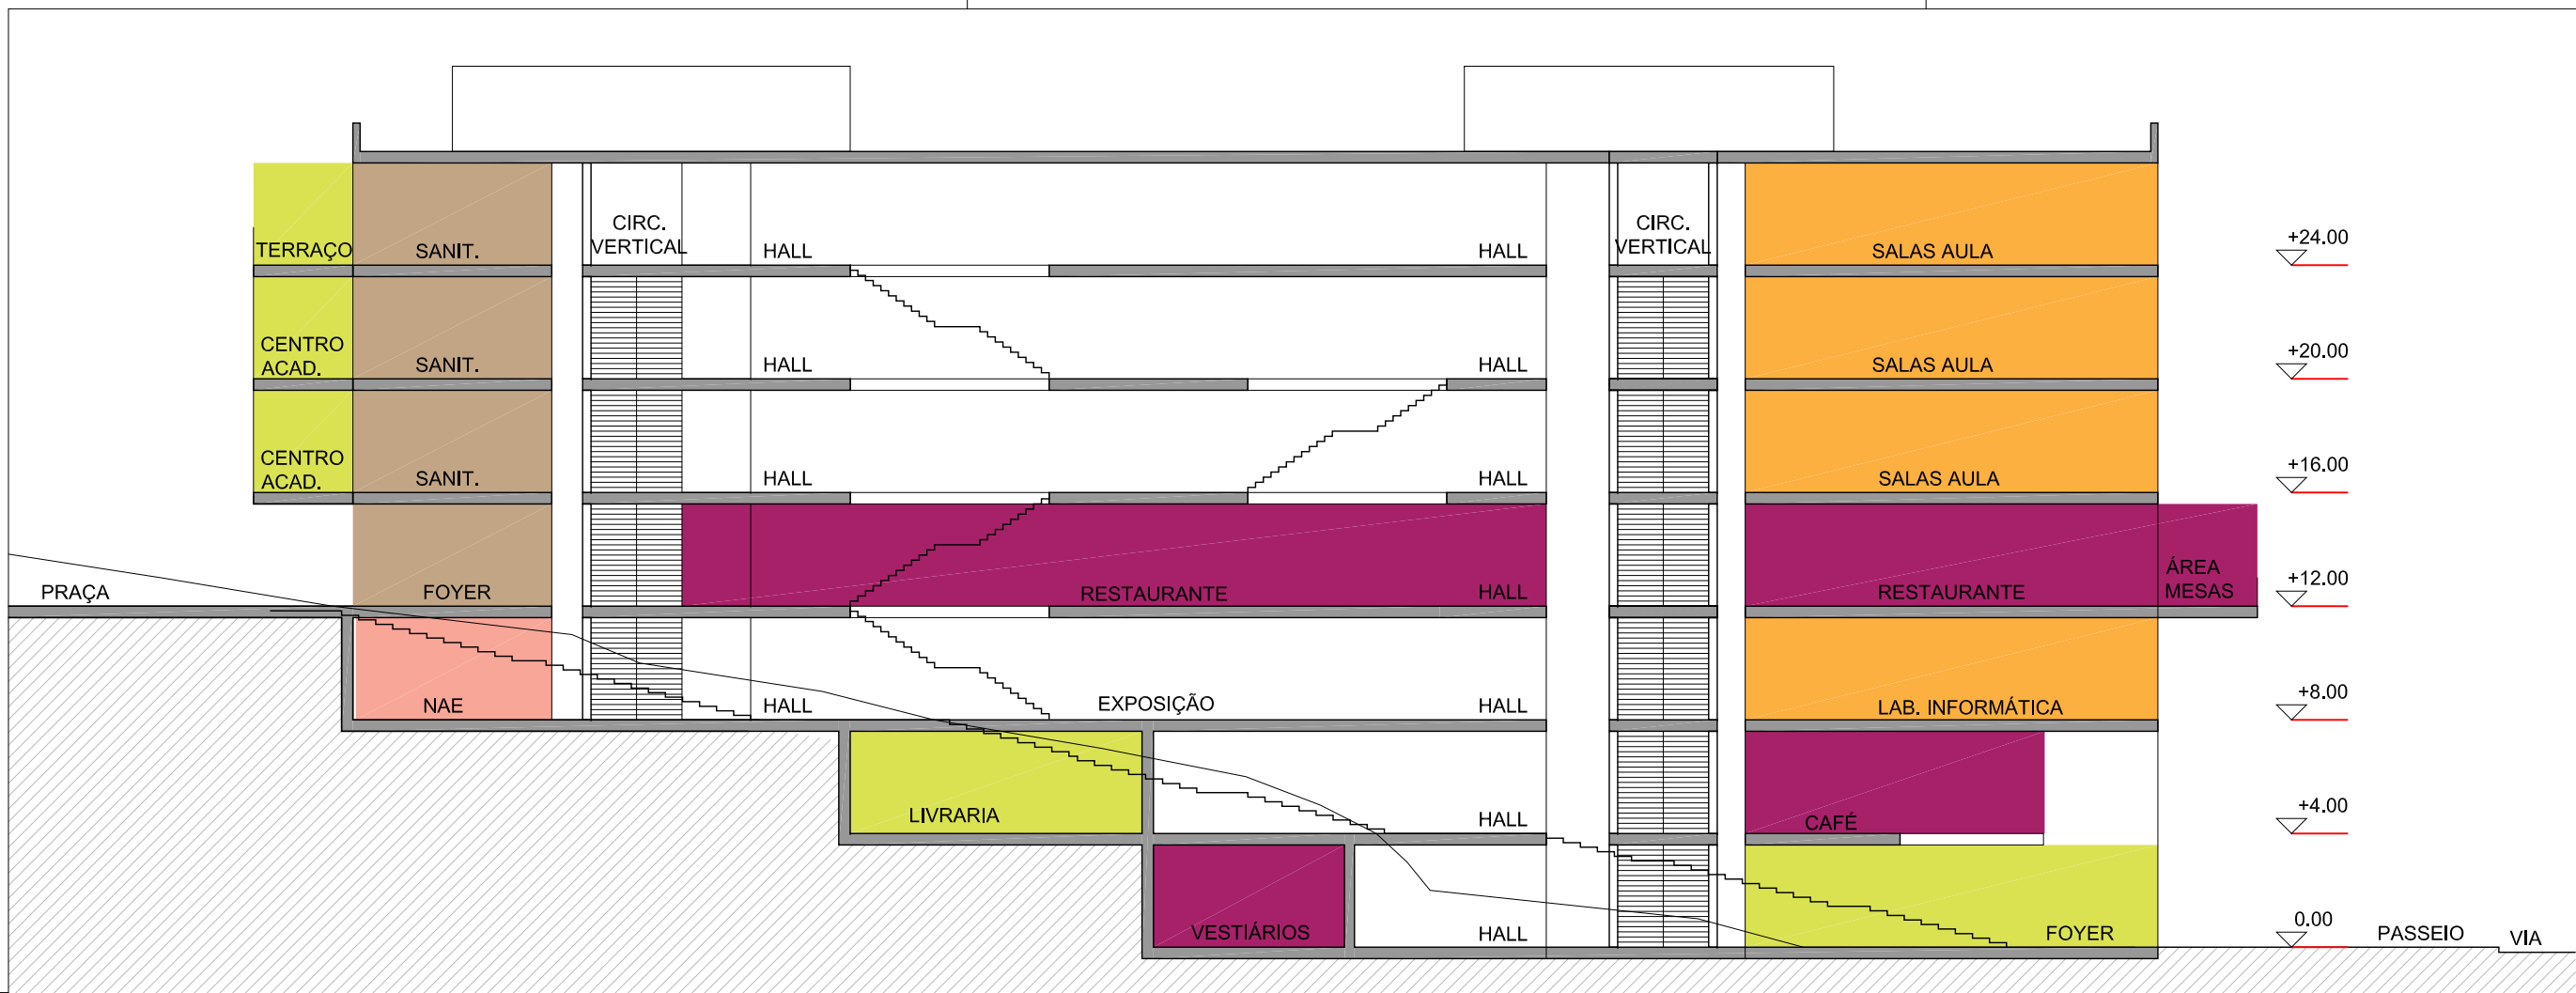 CIRC.
VERTICAL
CIRC.
VERTICAL
TERRAÇO
SANIT.
HALL
HALL
SALAS AULA
+24.00
CENTRO
ACAD.
SANIT.
HALL
HALL
SALAS AULA
+20.00
CENTRO
ACAD.
SANIT.
HALL
HALL
SALAS AULA
+16.00
PRAÇA
FOYER
RESTAURANTE
HALL
RESTAURANTE
ÁREA
MESAS
+12.00
NAE
HALL
EXPOSIÇÃO
HALL
LAB. INFORMÁTICA
+8.00
LIVRARIA
HALL
CAFÉ
+4.00
VESTIÁRIOS
HALL
FOYER
0.00
PASSEIO
VIA